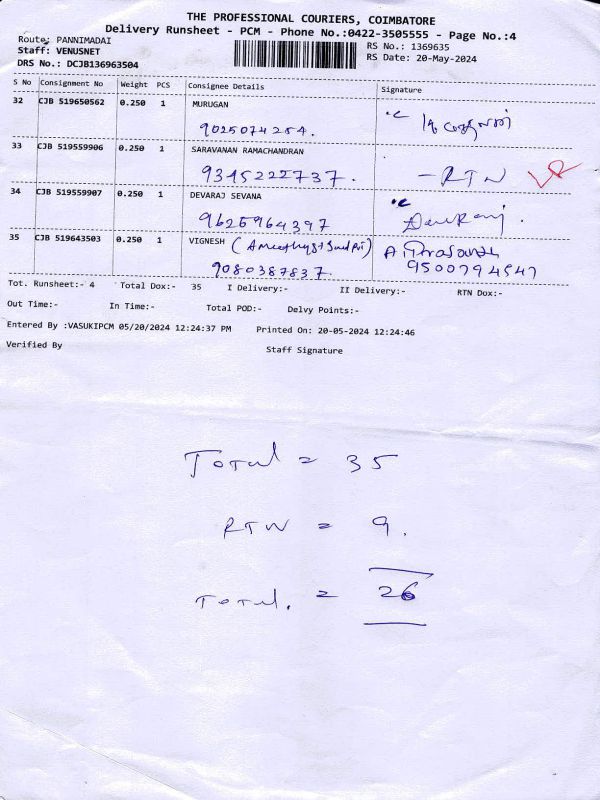 THE PROFESSIONAL COURIERS, COIMBATORE
Delivery Runsheet - PCM - Phone No.:0422-3505555 - Page No.:4
Route: PANNIMADAI
Staff: VENUSNET
DRS No.: DCJB136963504
RS No.: 1369635
RS Date: 20-May-2024
S No Consignment No Weight PCS Consignee Details Signature
32 CJB 519650562 0.250 1 MURUGAN
9025074254.
33 CJB 519559906 0.250 1 SARAVANAN RAMACHANDRAN
9345222737. - RTN
34 CJB 519559907 0.250 1 DEVARAJ SEVANA
9625964397 Devaraj.
35 CJB 519643503 0.250 1 VIGNESH
9080387837. 9500794547
Tot. Runsheet:- 4 Total Dox:- 35 I Delivery:- II Delivery:- RTN Dox:-
Out Time:- In Time:- Total POD:- Delvy Points:-
Entered By :VASUKIPCM 05/20/2024 12:24:37 PM Printed On: 20-05-2024 12:24:46
Verified By Staff Signature
Total = 35
RTN = 9.
Total. = 26